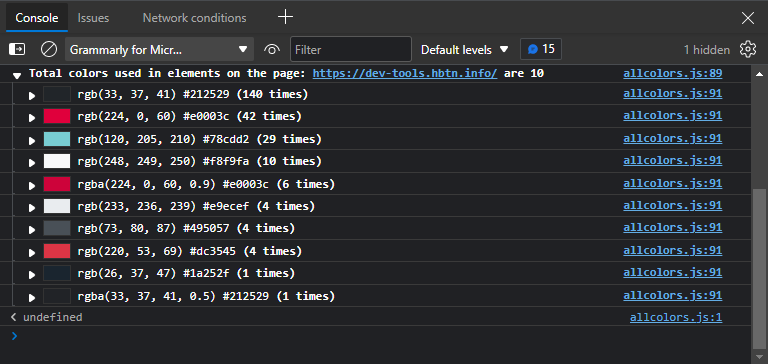 Console Issues Network conditions
Grammarly for Micr... Filter Default levels 15 1 hidden
Total colors used in elements on the page: https://dev-tools.hbtn.info/ are 10 allcolors.js:89
rgb(33, 37, 41) #212529 (140 times) allcolors.js:91
rgb(224, 0, 60) #e0003c (42 times) allcolors.js:91
rgb(120, 205, 210) #78cdd2 (29 times) allcolors.js:91
rgb(248, 249, 250) #f8f9fa (10 times) allcolors.js:91
rgba(224, 0, 60, 0.9) #e0003c (6 times) allcolors.js:91
rgb(233, 236, 239) #e9ecef (4 times) allcolors.js:91
rgb(73, 80, 87) #495057 (4 times) allcolors.js:91
rgb(220, 53, 69) #dc3545 (4 times) allcolors.js:91
rgb(26, 37, 47) #1a252f (1 times) allcolors.js:91
rgba(33, 37, 41, 0.5) #212529 (1 times) allcolors.js:91
undefined allcolors.js:1